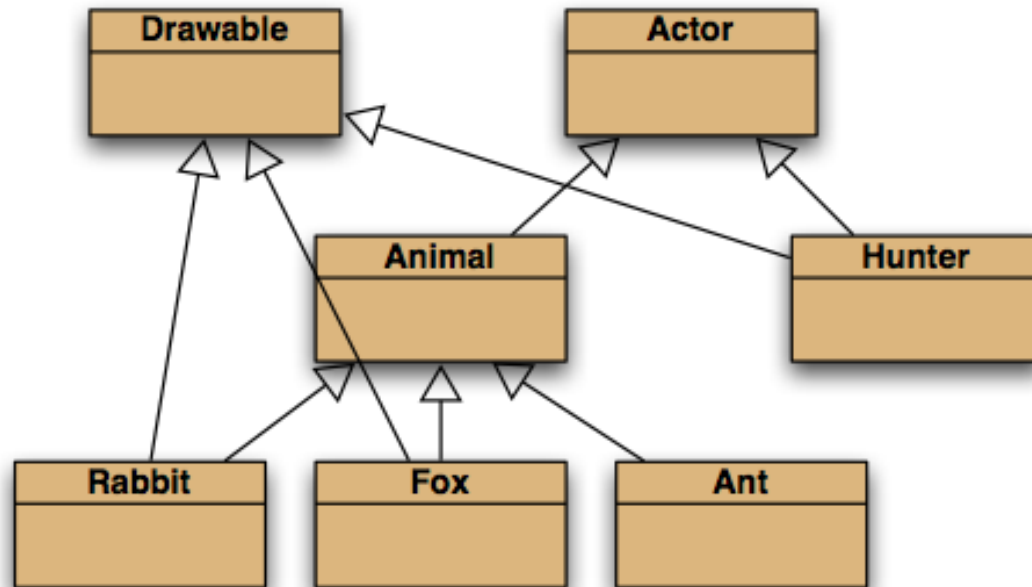 Drawable
Actor
Animal
Hunter
Rabbit
Fox
Ant